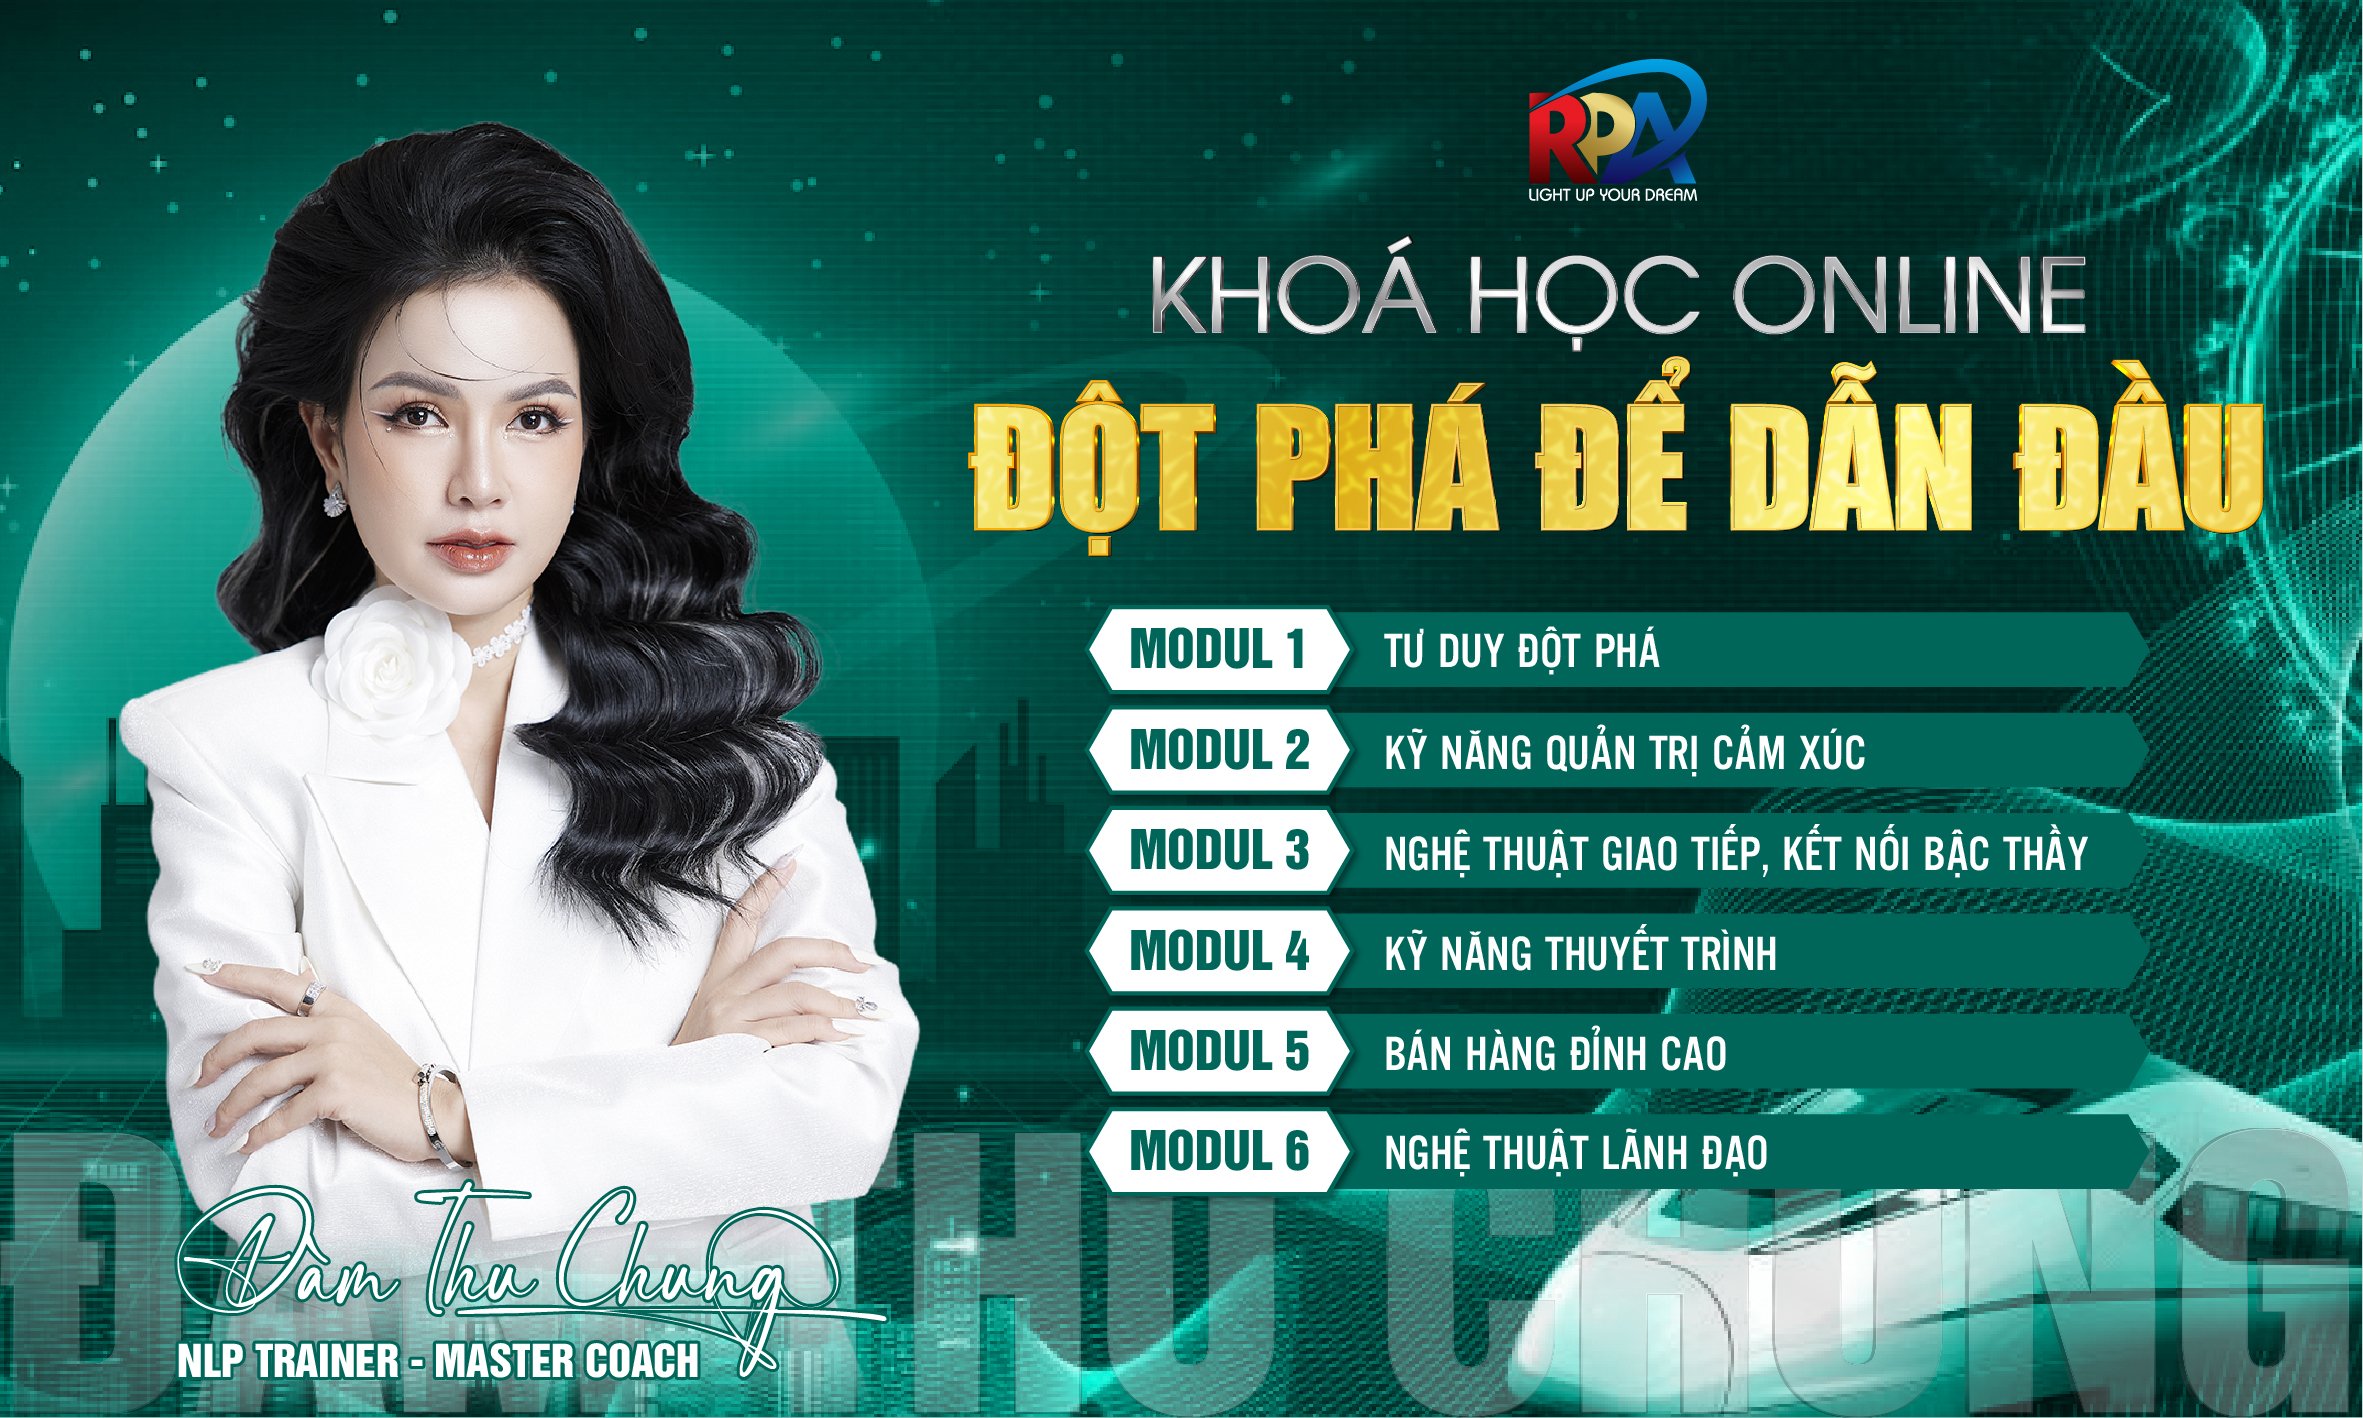 RPA
LIGHT UP YOUR DREAM
KHOÁ HỌC ONLINE
ĐỘT PHÁ ĐỂ DẪN ĐẦU
MODUL 1 TƯ DUY ĐỘT PHÁ
MODUL 2 KỸ NĂNG QUẢN TRỊ CẢM XÚC
MODUL 3 NGHỆ THUẬT GIAO TIẾP, KẾT NỐI BẬC THẦY
MODUL 4 KỸ NĂNG THUYẾT TRÌNH
MODUL 5 BÁN HÀNG ĐỈNH CAO
MODUL 6 NGHỆ THUẬT LÃNH ĐẠO
Đàm Thu Chung
NLP TRAINER - MASTER COACH
ĐÀM THU CHUNG